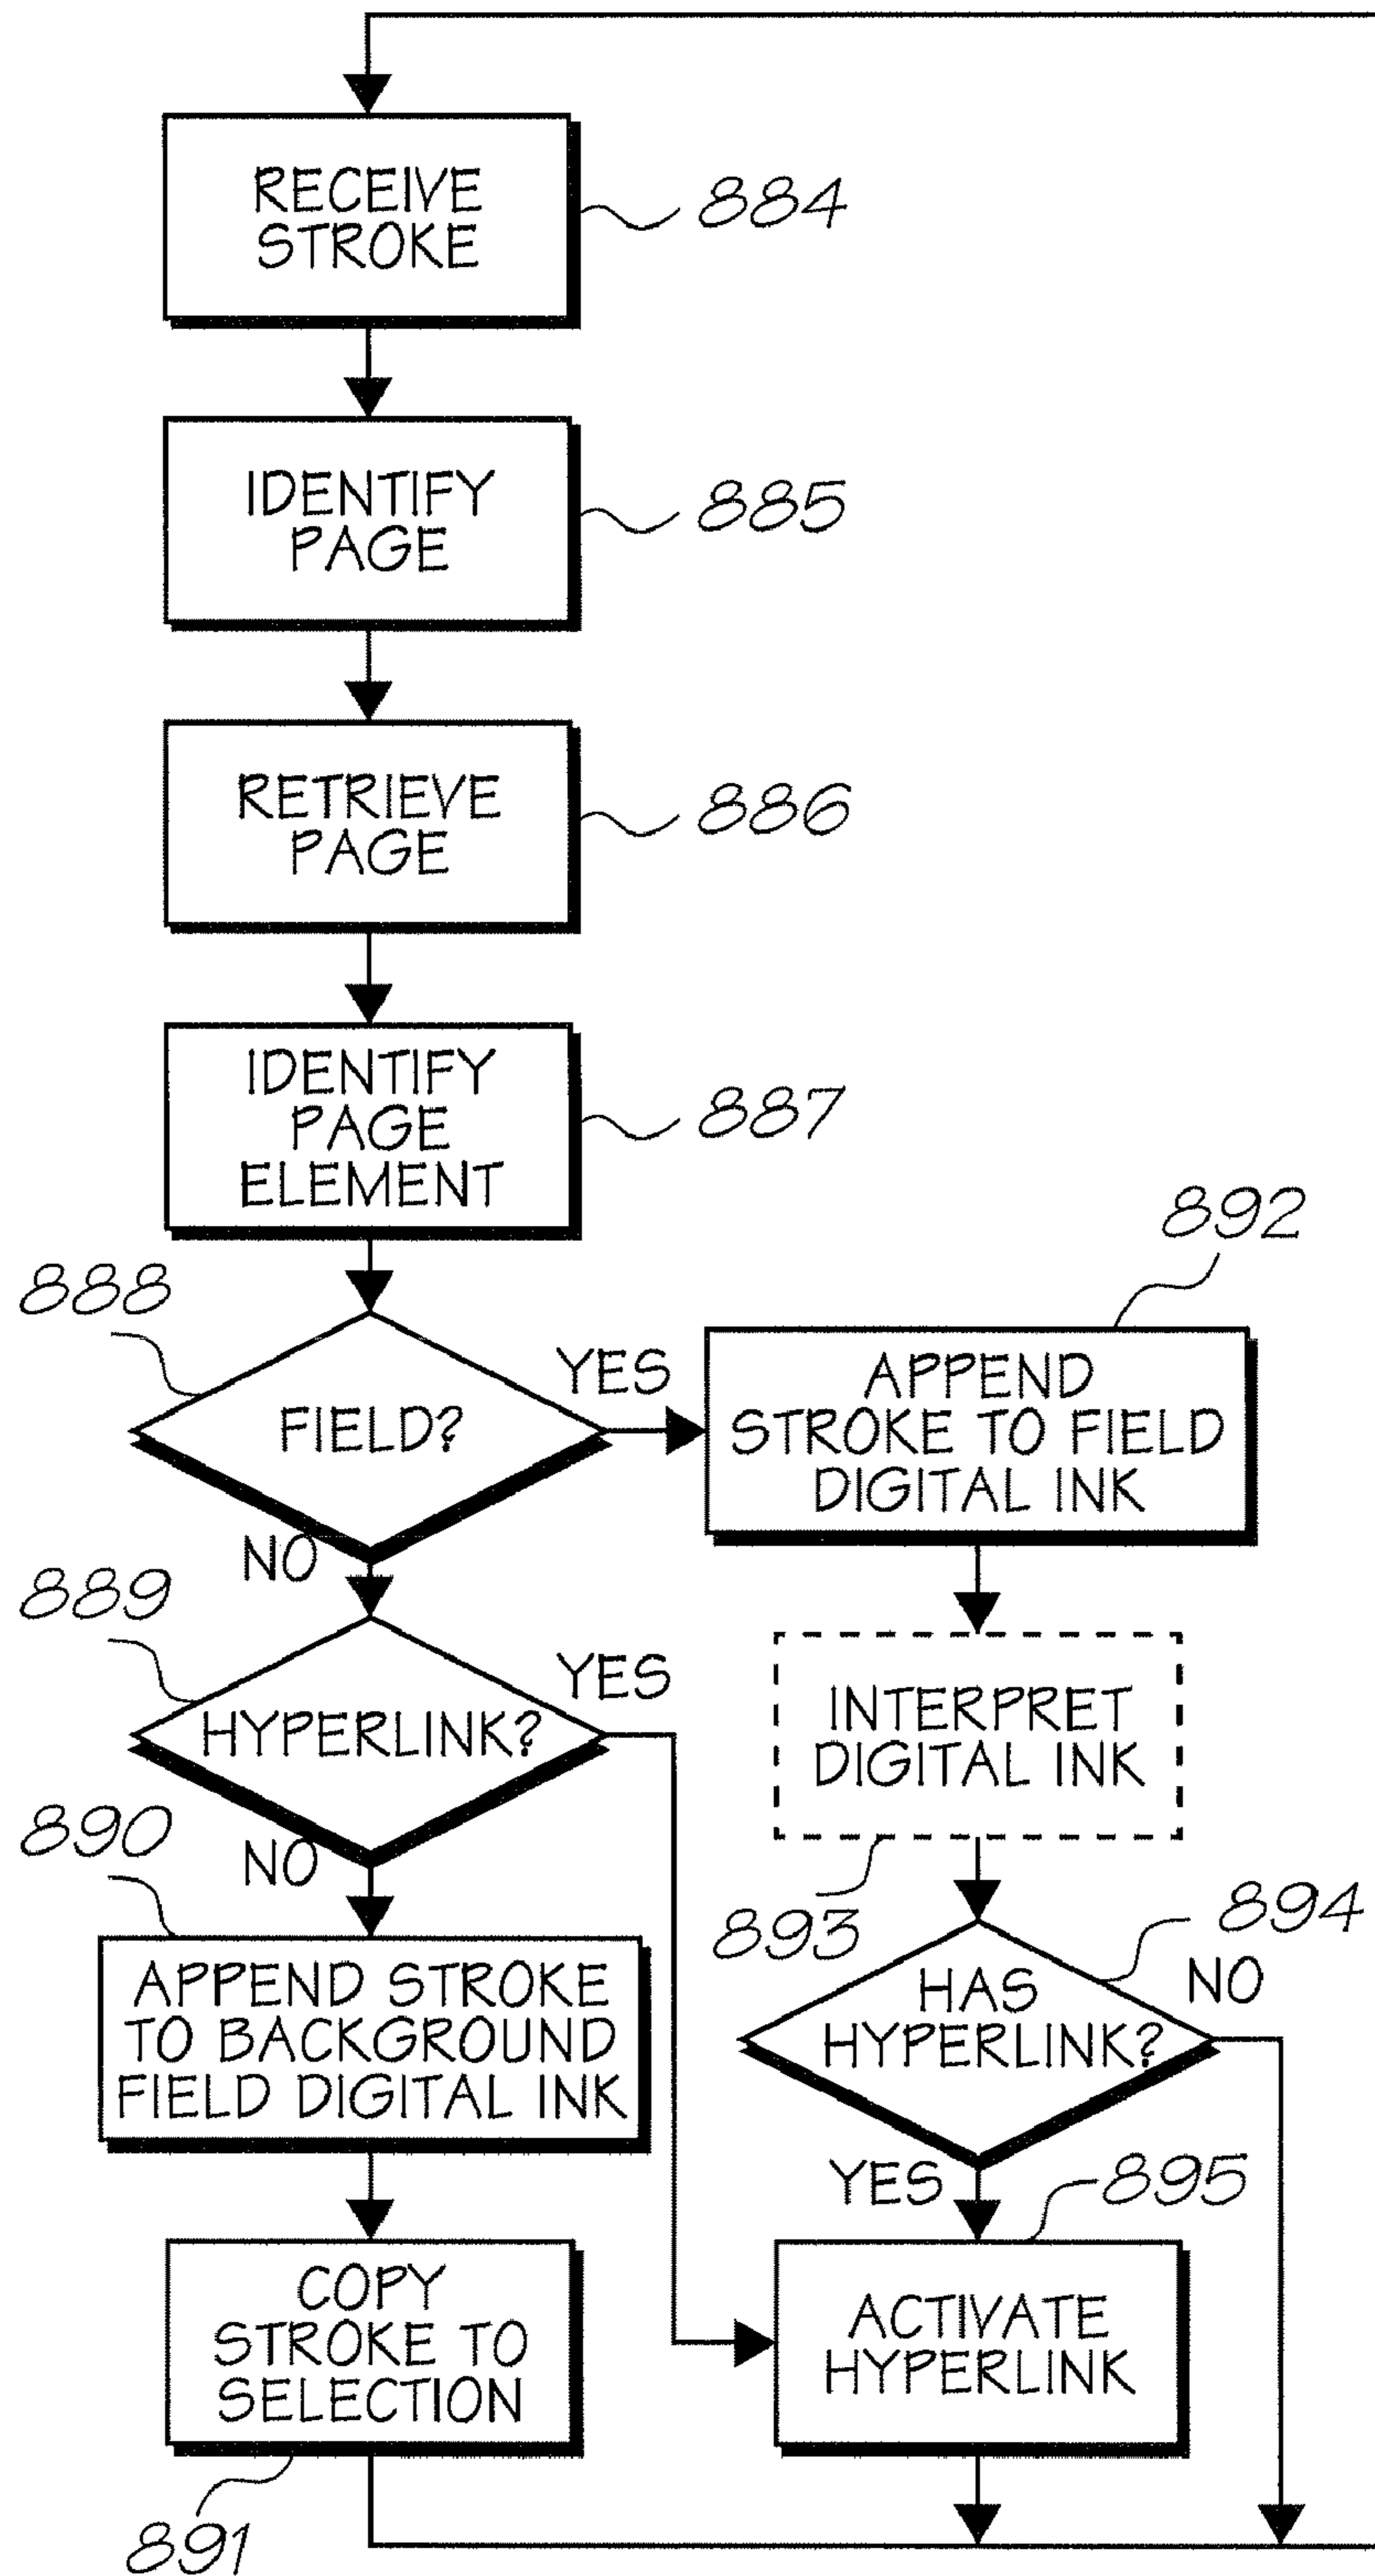 RECEIVE
STROKE
884
IDENTIFY
PAGE
885
RETRIEVE
PAGE
886
IDENTIFY
PAGE
ELEMENT
887
888
FIELD?
YES
NO
892
APPEND
STROKE TO FIELD
DIGITAL INK
889
HYPERLINK?
YES
NO
INTERPRET
DIGITAL INK
893
890
APPEND STROKE
TO BACKGROUND
FIELD DIGITAL INK
894
HAS
HYPERLINK?
NO
YES
895
COPY
STROKE TO
SELECTION
891
ACTIVATE
HYPERLINK